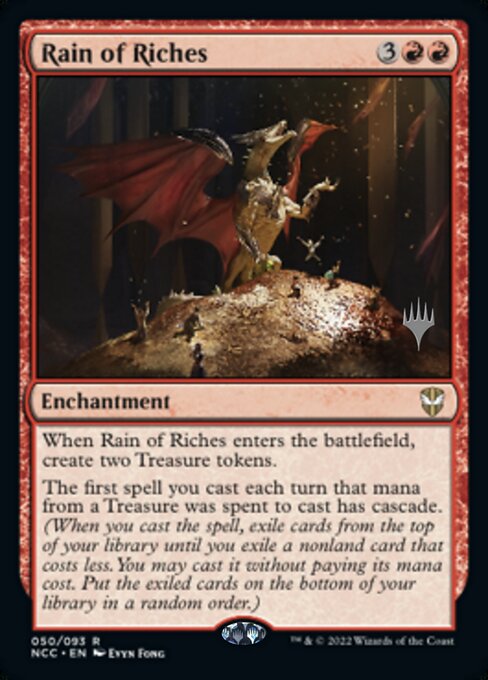 Rain of Riches 3
Enchantment
When Rain of Riches enters the battlefield,
create two Treasure tokens.
The first spell you cast each turn that mana
from a Treasure was spent to cast has cascade.
(When you cast the spell, exile cards from the top
of your library until you exile a nonland card that
costs less. You may cast it without paying its mana
cost. Put the exiled cards on the bottom of your
library in a random order.)
050/093 R
NCC • EN Evyn Fong
™ & © 2022 Wizards of the Coast